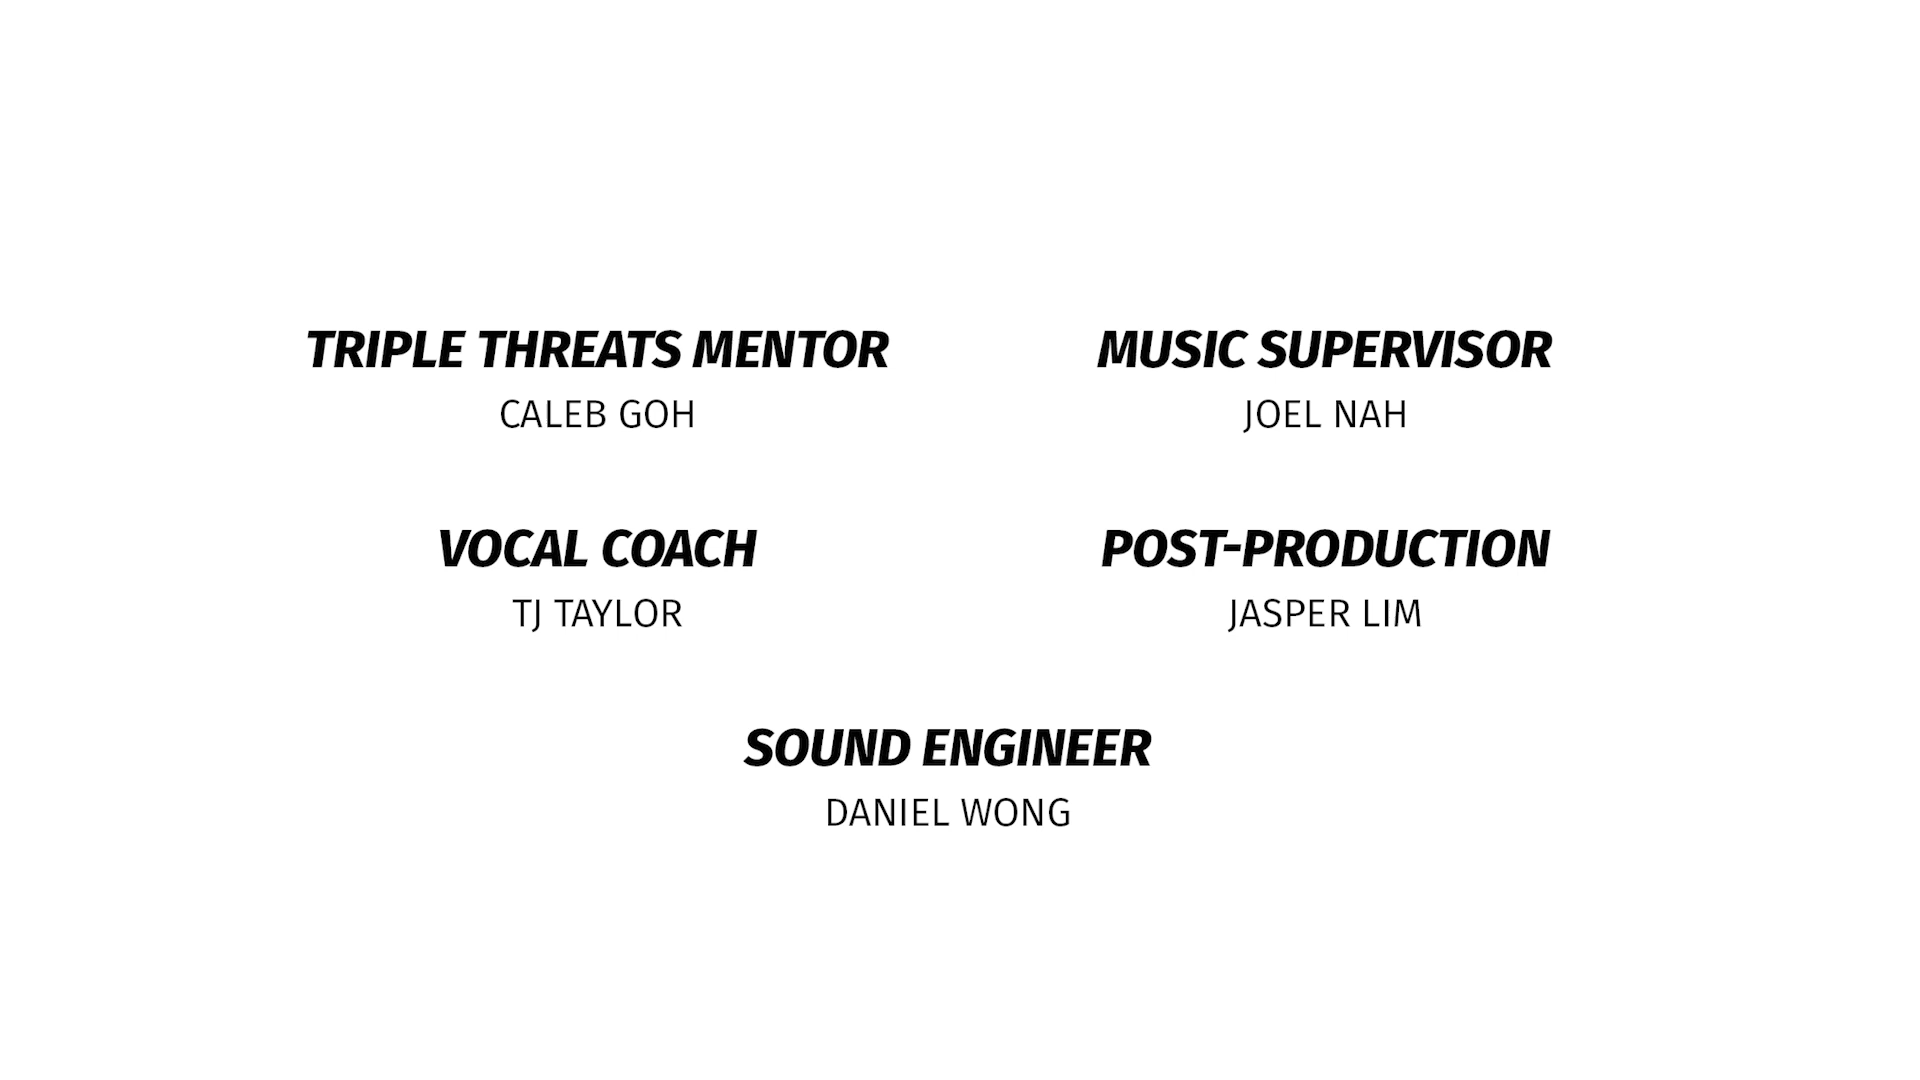 TRIPLE THREATS MENTOR
CALEB GOH
MUSIC SUPERVISOR
JOEL NAH
VOCAL COACH
TJ TAYLOR
POST-PRODUCTION
JASPER LIM
SOUND ENGINEER
DANIEL WONG